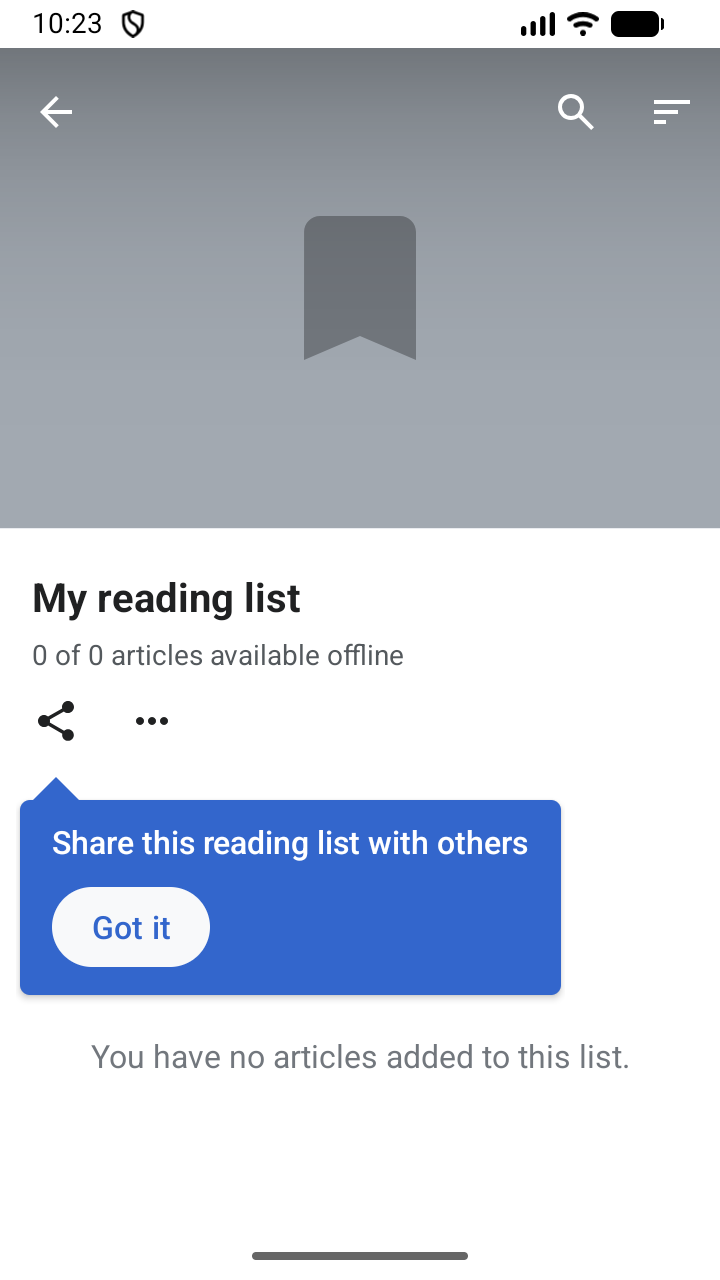 10:23
My reading list
0 of 0 articles available offline
Share this reading list with others
Got it
You have no articles added to this list.